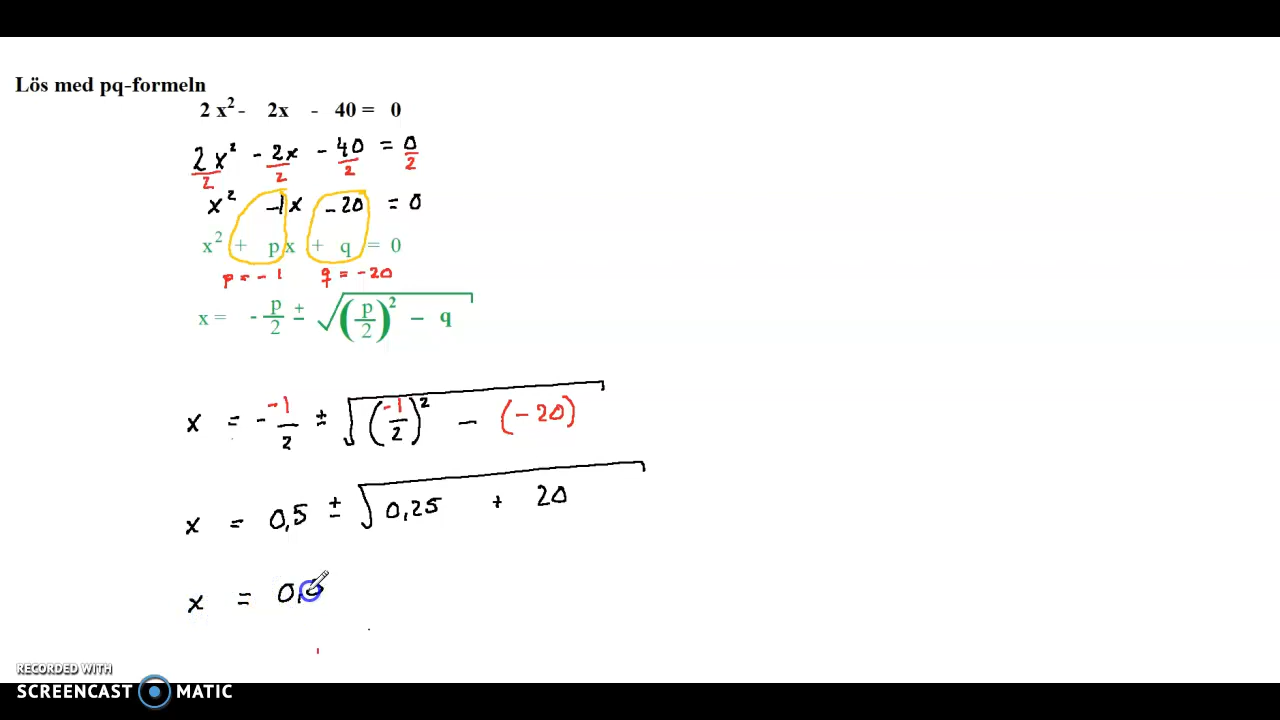 Lös med pq-formeln
2 x² - 2x - 40 = 0
2x²/2 - 2x/2 - 40/2 = 0/2
x² -1x - 20 = 0
x² + px + q = 0
p = -1 q = -20
x = - p/2 ± √((p/2)² - q)
x = - -1/2 ± √((-1/2)² - (-20))
x = 0,5 ± √(0,25 + 20)
x = 0,
RECORDED WITH
SCREENCAST MATIC